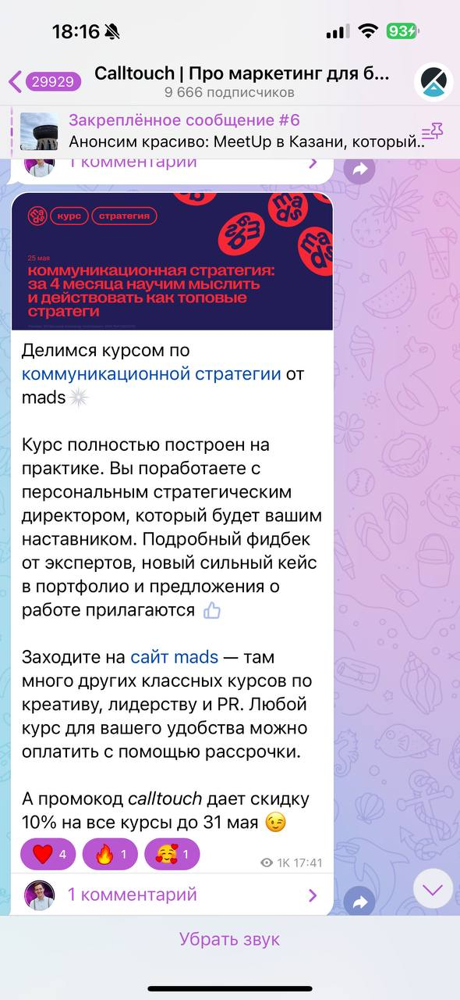 18:16
93
29929
Calltouch | Про маркетинг для б...
9 666 подписчиков
Закреплённое сообщение #6
Анонсим красиво: MeetUp в Казани, который..
1 комментарий
mads
курс
стратегия
mads
mads
mads
25 мая
коммуникационная стратегия:
за 4 месяца научим мыслить
и действовать как топовые
стратеги
Делимся курсом по
коммуникационной стратегии от
mads
Курс полностью построен на
практике. Вы поработаете с
персональным стратегическим
директором, который будет вашим
наставником. Подробный фидбек
от экспертов, новый сильный кейс
в портфолио и предложения о
работе прилагаются
Заходите на сайт mads — там
много других классных курсов по
креативу, лидерству и PR. Любой
курс для вашего удобства можно
оплатить с помощью рассрочки.
А промокод calltouch дает скидку
10% на все курсы до 31 мая 😉
4
1
1
1K 17:41
1 комментарий
Убрать звук